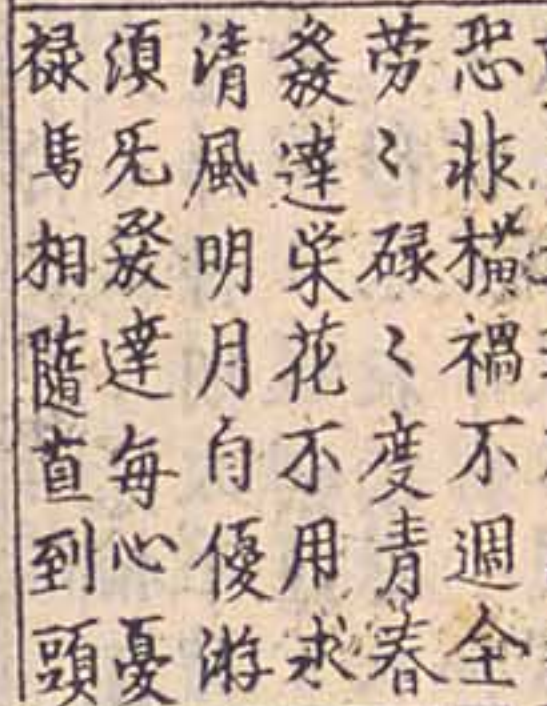 恐非横禍不週全
劳〻碌〻度青春
發達栄花不用求
清風明月自優游
須旡發達每心憂
禄馬相隨直到頭